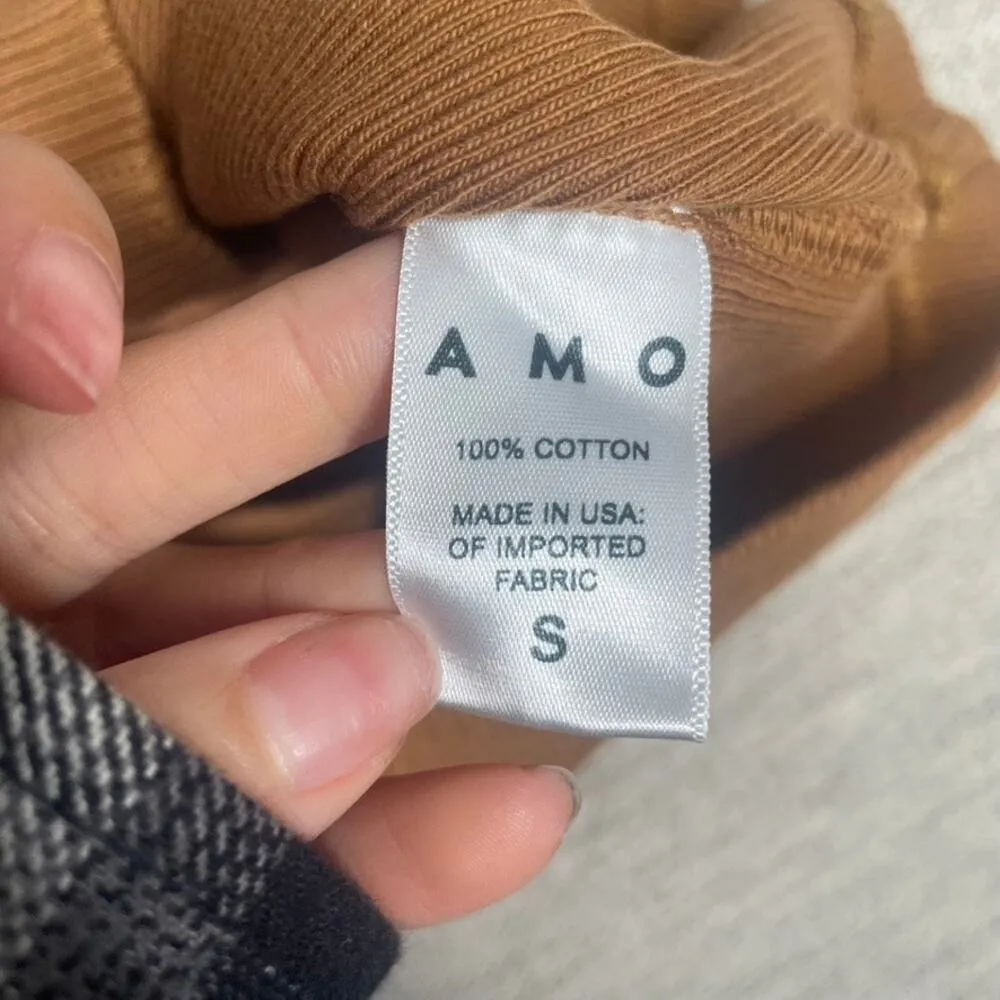 AMO
100% COTTON
MADE IN USA:
OF IMPORTED
FABRIC
S